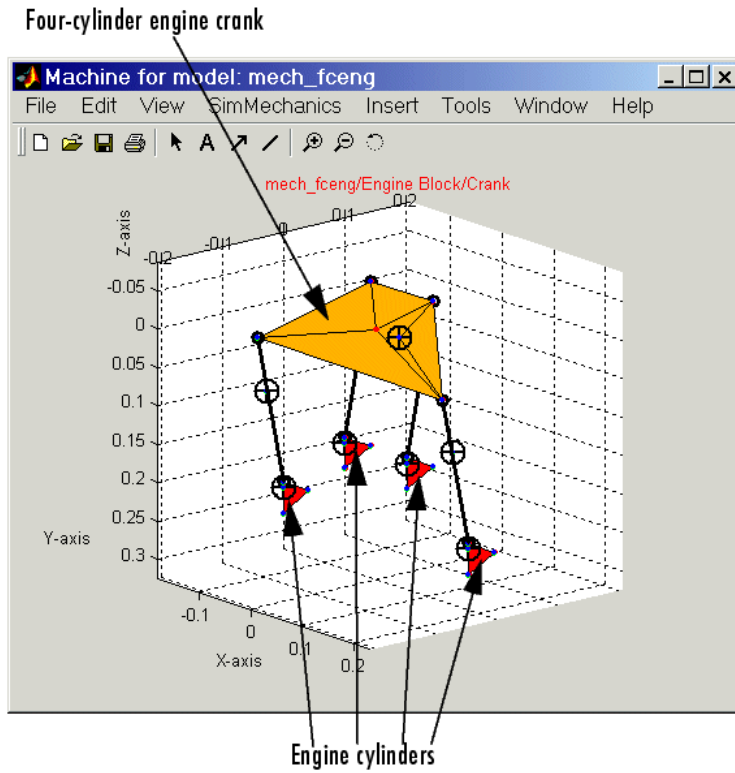 Four-cylinder engine crank
Machine for model: mech_fceng
File Edit View SimMechanics Insert Tools Window Help
A
mech_fceng/Engine Block/Crank
Z-axis
-0.2 -0.1 0 0.1 0.2
-0.05
0
0.05
0.1
0.15
0.2
0.25
0.3
Y-axis
-0.1
0
0.1
0.2
X-axis
Engine cylinders